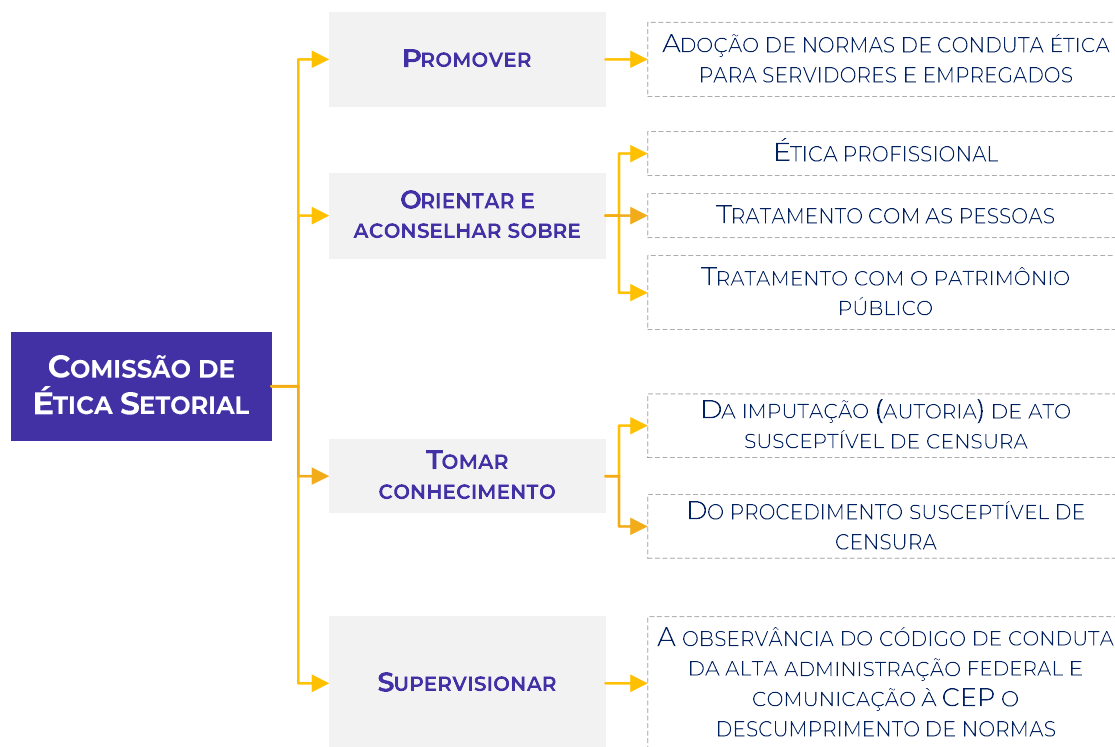 COMISSÃO DE
ÉTICA SETORIAL
PROMOVER
ADOÇÃO DE NORMAS DE CONDUTA ÉTICA
PARA SERVIDORES E EMPREGADOS
ORIENTAR E
ACONSELHAR SOBRE
ÉTICA PROFISSIONAL
TRATAMENTO COM AS PESSOAS
TRATAMENTO COM O PATRIMÔNIO
PÚBLICO
TOMAR
CONHECIMENTO
DA IMPUTAÇÃO (AUTORIA) DE ATO
SUSCEPTÍVEL DE CENSURA
DO PROCEDIMENTO SUSCEPTÍVEL DE
CENSURA
SUPERVISIONAR
A OBSERVÂNCIA DO CÓDIGO DE CONDUTA
DA ALTA ADMINISTRAÇÃO FEDERAL E
COMUNICAÇÃO À CEP O
DESCUMPRIMENTO DE NORMAS